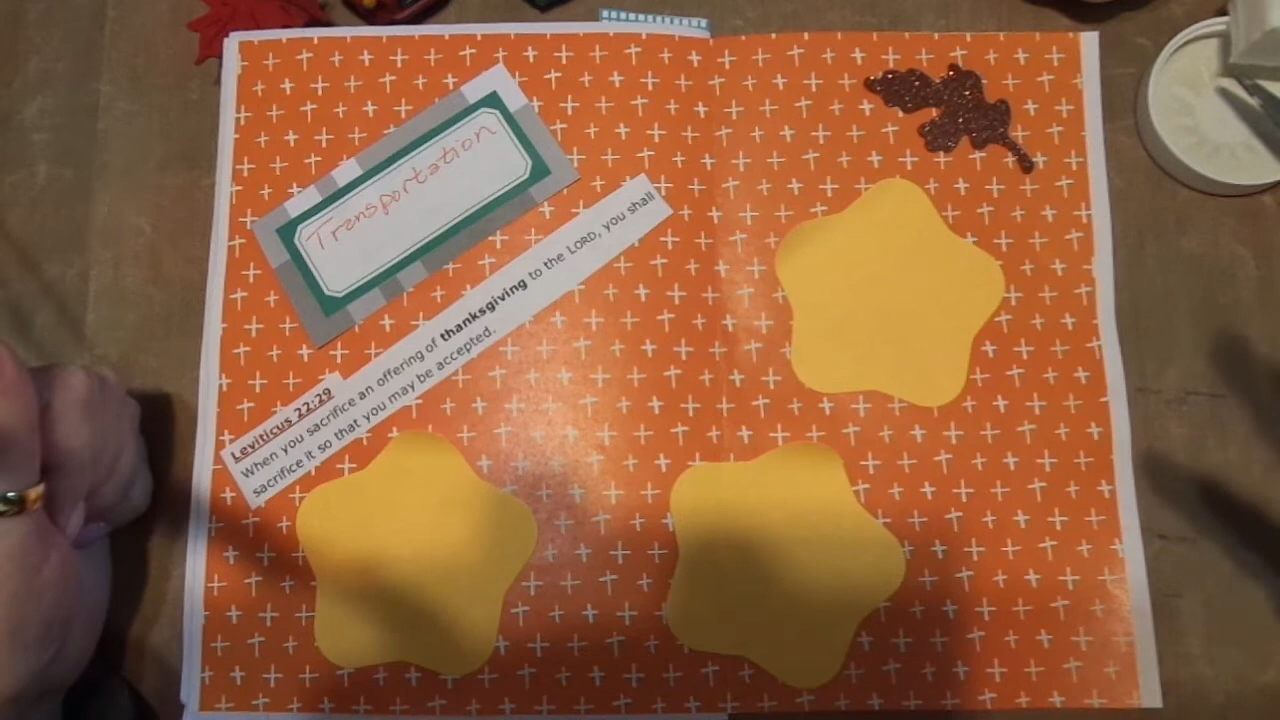 Transportation
Leviticus 22:29
When you sacrifice an offering of thanksgiving to the LORD, you shall
sacrifice it so that you may be accepted.